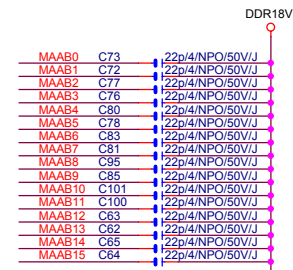 DDR18V
MAAB0 C73 22p/4/NPO/50V/J
MAAB1 C72 22p/4/NPO/50V/J
MAAB2 C77 22p/4/NPO/50V/J
MAAB3 C76 22p/4/NPO/50V/J
MAAB4 C80 22p/4/NPO/50V/J
MAAB5 C78 22p/4/NPO/50V/J
MAAB6 C83 22p/4/NPO/50V/J
MAAB7 C81 22p/4/NPO/50V/J
MAAB8 C95 22p/4/NPO/50V/J
MAAB9 C85 22p/4/NPO/50V/J
MAAB10 C101 22p/4/NPO/50V/J
MAAB11 C100 22p/4/NPO/50V/J
MAAB12 C63 22p/4/NPO/50V/J
MAAB13 C62 22p/4/NPO/50V/J
MAAB14 C65 22p/4/NPO/50V/J
MAAB15 C64 22p/4/NPO/50V/J